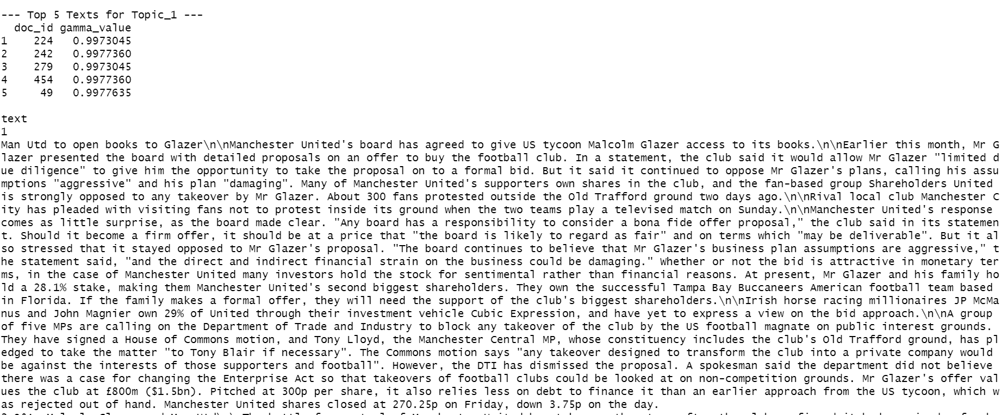 --- Top 5 Texts for Topic_1 ---
  doc_id gamma_value
1    224   0.9973045
2    242   0.9977360
3    279   0.9973045
4    454   0.9977360
5     49   0.9977635
text
1
Man Utd to open books to Glazer\n\nManchester United's board has agreed to give US tycoon Malcolm Glazer access to its books.\n\nEarlier this month, Mr G
lazer presented the board with detailed proposals on an offer to buy the football club. In a statement, the club said it would allow Mr Glazer "limited d
ue diligence" to give him the opportunity to take the proposal on to a formal bid. But it said it continued to oppose Mr Glazer's plans, calling his assu
mptions "aggressive" and his plan "damaging". Many of Manchester United's supporters own shares in the club, and the fan-based group Shareholders United
is strongly opposed to any takeover by Mr Glazer. About 300 fans protested outside the Old Trafford ground two days ago.\n\nRival local club Manchester C
ity has pleaded with visiting fans not to protest inside its ground when the two teams play a televised match on Sunday.\n\nManchester United's response
comes as little surprise, as the board made clear. "Any board has a responsibility to consider a bona fide offer proposal," the club said in its statemen
t. Should it become a firm offer, it should be at a price that "the board is likely to regard as fair" and on terms which "may be deliverable". But it al
so stressed that it stayed opposed to Mr Glazer's proposal. "The board continues to believe that Mr Glazer's business plan assumptions are aggressive," t
he statement said, "and the direct and indirect financial strain on the business could be damaging." Whether or not the bid is attractive in monetary ter
ms, in the case of Manchester United many investors hold the stock for sentimental rather than financial reasons. At present, Mr Glazer and his family ho
ld a 28.1% stake, making them Manchester United's second biggest shareholders. They own the successful Tampa Bay Buccaneers American football team based
in Florida. If the family makes a formal offer, they will need the support of the club's biggest shareholders.\n\nIrish horse racing millionaires JP McMa
nus and John Magnier own 29% of United through their investment vehicle Cubic Expression, and have yet to express a view on the bid approach.\n\nA group
of five MPs are calling on the Department of Trade and Industry to block any takeover of the club by the US football magnate on public interest grounds.
They have signed a House of Commons motion, and Tony Lloyd, the Manchester Central MP, whose constituency includes the club's Old Trafford ground, has pl
edged to take the matter "to Tony Blair if necessary". The Commons motion says "any takeover designed to transform the club into a private company would
be against the interests of those supporters and football". However, the DTI has dismissed the proposal. A spokesman said the department did not believe
there was a case for changing the Enterprise Act so that takeovers of football clubs could be looked at on non-competition grounds. Mr Glazer's offer val
ues the club at £800m ($1.5bn). Pitched at 300p per share, it also relies less on debt to finance it than an earlier approach from the US tycoon, which w
as rejected out of hand. Manchester United shares closed at 270.25p on Friday, down 3.75p on the day.